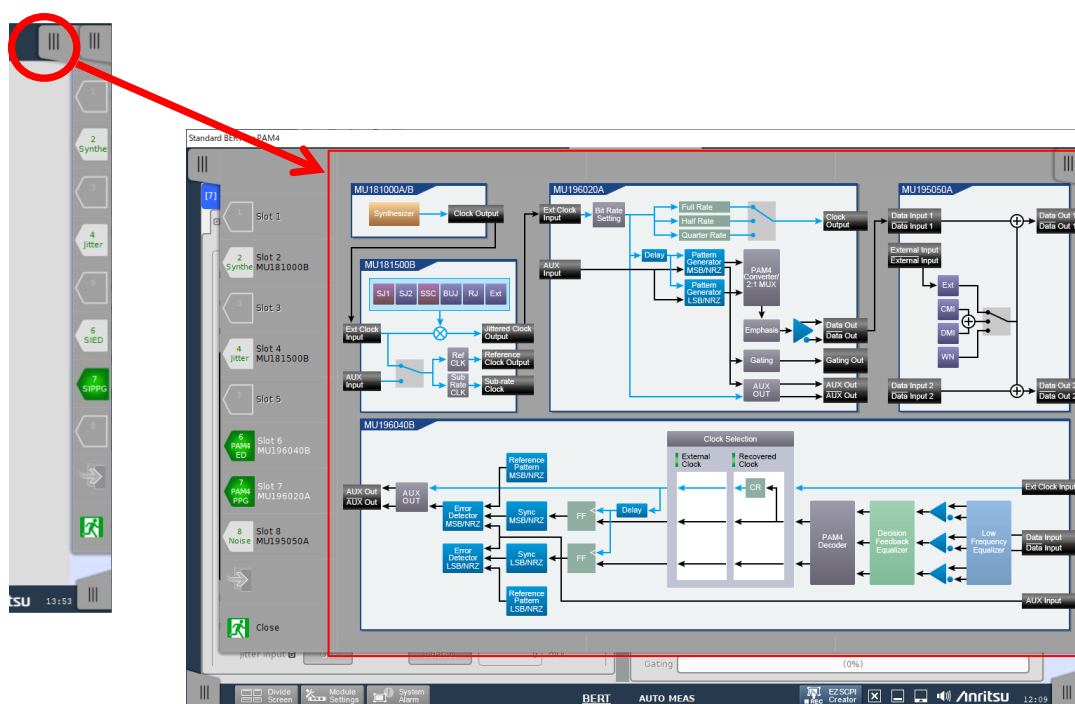 1
2
Synthe
3
4
Jitter
5
6
SIED
7
SIPPG
8
tsu 13:53
Standard BER
PAM4
[7]
1 Slot 1
2 Slot 2
Synthe MU181000B
3 Slot 3
4 Slot 4
Jitter MU181500B
5 Slot 5
6 Slot 6
PAM4 MU196040B
ED
7 Slot 7
PAM4 MU196020A
PPG
8 Slot 8
Noise MU195050A
Close
MU181000A/B
Synthesizer
Clock Output
MU181500B
SJ1 SJ2 SSC BUJ RJ Ext
Ext Clock
Input
Jittered Clock
Output
AUX
Input
Ref
CLK
Reference
Clock Output
Sub
Rate
CLK
Sub-rate
Clock
MU196020A
Ext Clock
Input
Bit Rate
Setting
Full Rate
Half Rate
Quarter Rate
Clock
Output
AUX
Input
Delay
Pattern
Generator
MSB/NRZ
Pattern
Generator
LSB/NRZ
PAM4
Converter/
2:1 MUX
Emphasis
Data Out
Data Out
Gating
Gating Out
AUX
OUT
AUX Out
AUX Out
MU195050A
Data Input 1
Data Input 1
Data Out 1
Data Out 1
External Input
External Input
Ext
CMI
DMI
WN
Data Input 2
Data Input 2
Data Out 2
Data Out 2
MU196040B
AUX Out
AUX Out
AUX
OUT
Reference
Pattern
MSB/NRZ
Error
Detector
MSB/NRZ
Sync
MSB/NRZ
FF
Delay
Error
Detector
LSB/NRZ
Sync
LSB/NRZ
FF
Reference
Pattern
LSB/NRZ
Clock Selection
External
Clock
Recovered
Clock
CR
PAM4
Decoder
Decision
Feedback
Equalizer
Low
Frequency
Equalizer
Ext Clock Input
Data Input
Data Input
AUX Input
Jitter Input
Gating
(0%)
Divide
Screen
Module
Settings
System
Alarm
BERT
AUTO MEAS
REC
EZ SCPI
Creator
Anritsu
12:09